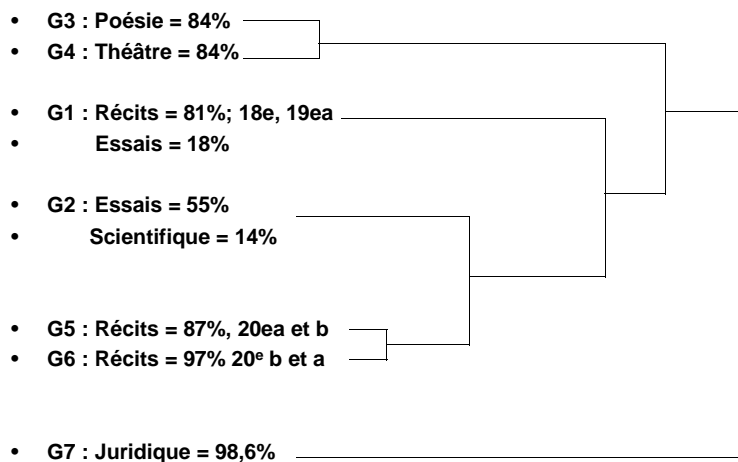 • G3 : Poésie = 84%
• G4 : Théâtre = 84%
• G1 : Récits = 81%; 18e, 19ea
• Essais = 18%
• G2 : Essais = 55%
• Scientifique = 14%
• G5 : Récits = 87%, 20ea et b
• G6 : Récits = 97% 20ᵉ b et a
• G7 : Juridique = 98,6%